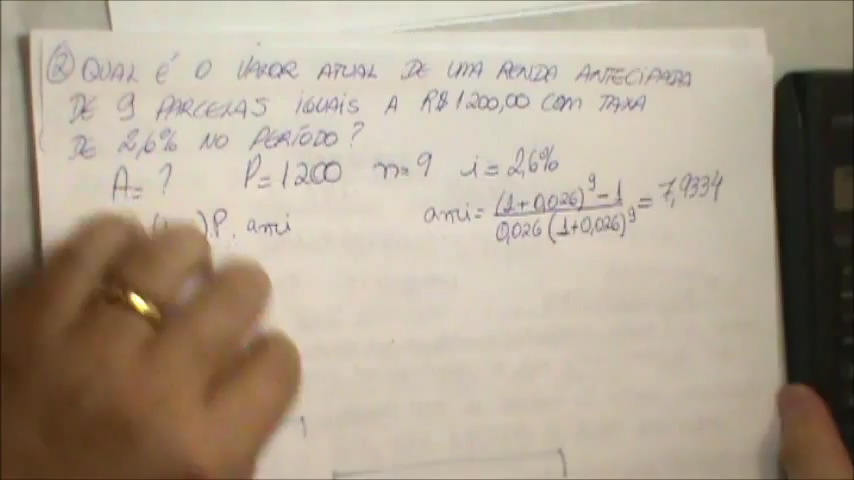 2 QUAL É O VALOR ATUAL DE UMA RENDA ANTECIPADA
DE 9 PARCELAS IGUAIS A R$1200,00 COM TAXA
DE 2,6% NO PERÍODO?
A=? P=1200 n=9 i=2,6%
).P. ani ani= (1+0,026)^9-1 / 0,026(1+0,026)^9 = 7,9334